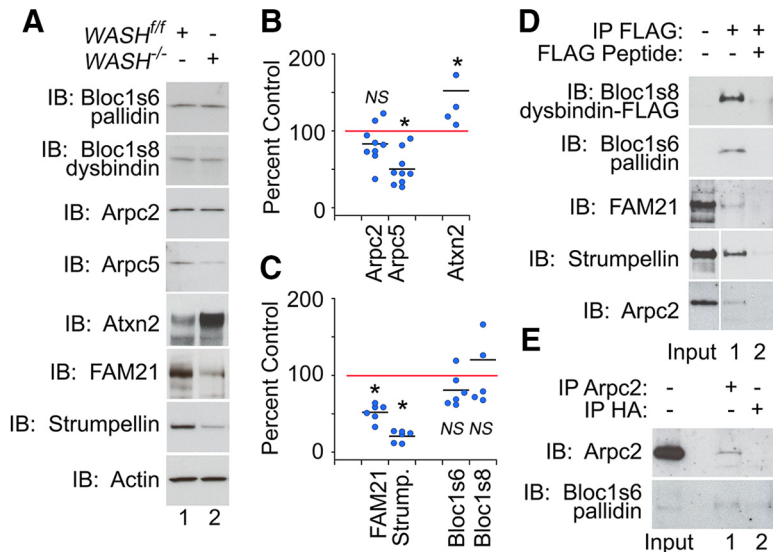 A
WASH^f/f + -
WASH^-/- - +
IB: Bloc1s6
pallidin
IB: Bloc1s8
dysbindin
IB: Arpc2
IB: Arpc5
IB: Atxn2
IB: FAM21
IB: Strumpellin
IB: Actin
1 2
B
Percent Control
200
100
0
NS
*
*
Arpc2
Arpc5
Atxn2
C
Percent Control
200
100
0
*
*
NS NS
FAM21
Strump.
Bloc1s6
Bloc1s8
D
IP FLAG: - + +
FLAG Peptide: - - +
IB: Bloc1s8
dysbindin-FLAG
IB: Bloc1s6
pallidin
IB: FAM21
IB: Strumpellin
IB: Arpc2
Input 1 2
E
IP Arpc2: - + -
IP HA: - - +
IB: Arpc2
IB: Bloc1s6
pallidin
Input 1 2